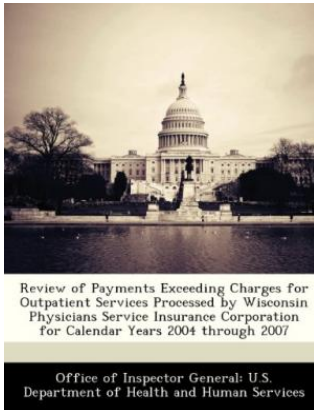 Review of Payments Exceeding Charges for
Outpatient Services Processed by Wisconsin
Physicians Service Insurance Corporation
for Calendar Years 2004 through 2007
Office of Inspector General: U.S.
Department of Health and Human Services